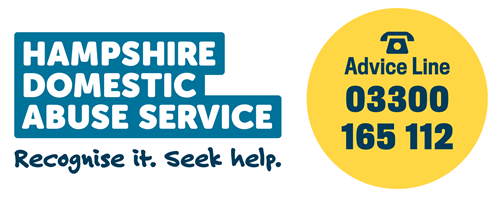 HAMPSHIRE
DOMESTIC
ABUSE SERVICE
Recognise it. Seek help.
Advice Line
03300
165 112